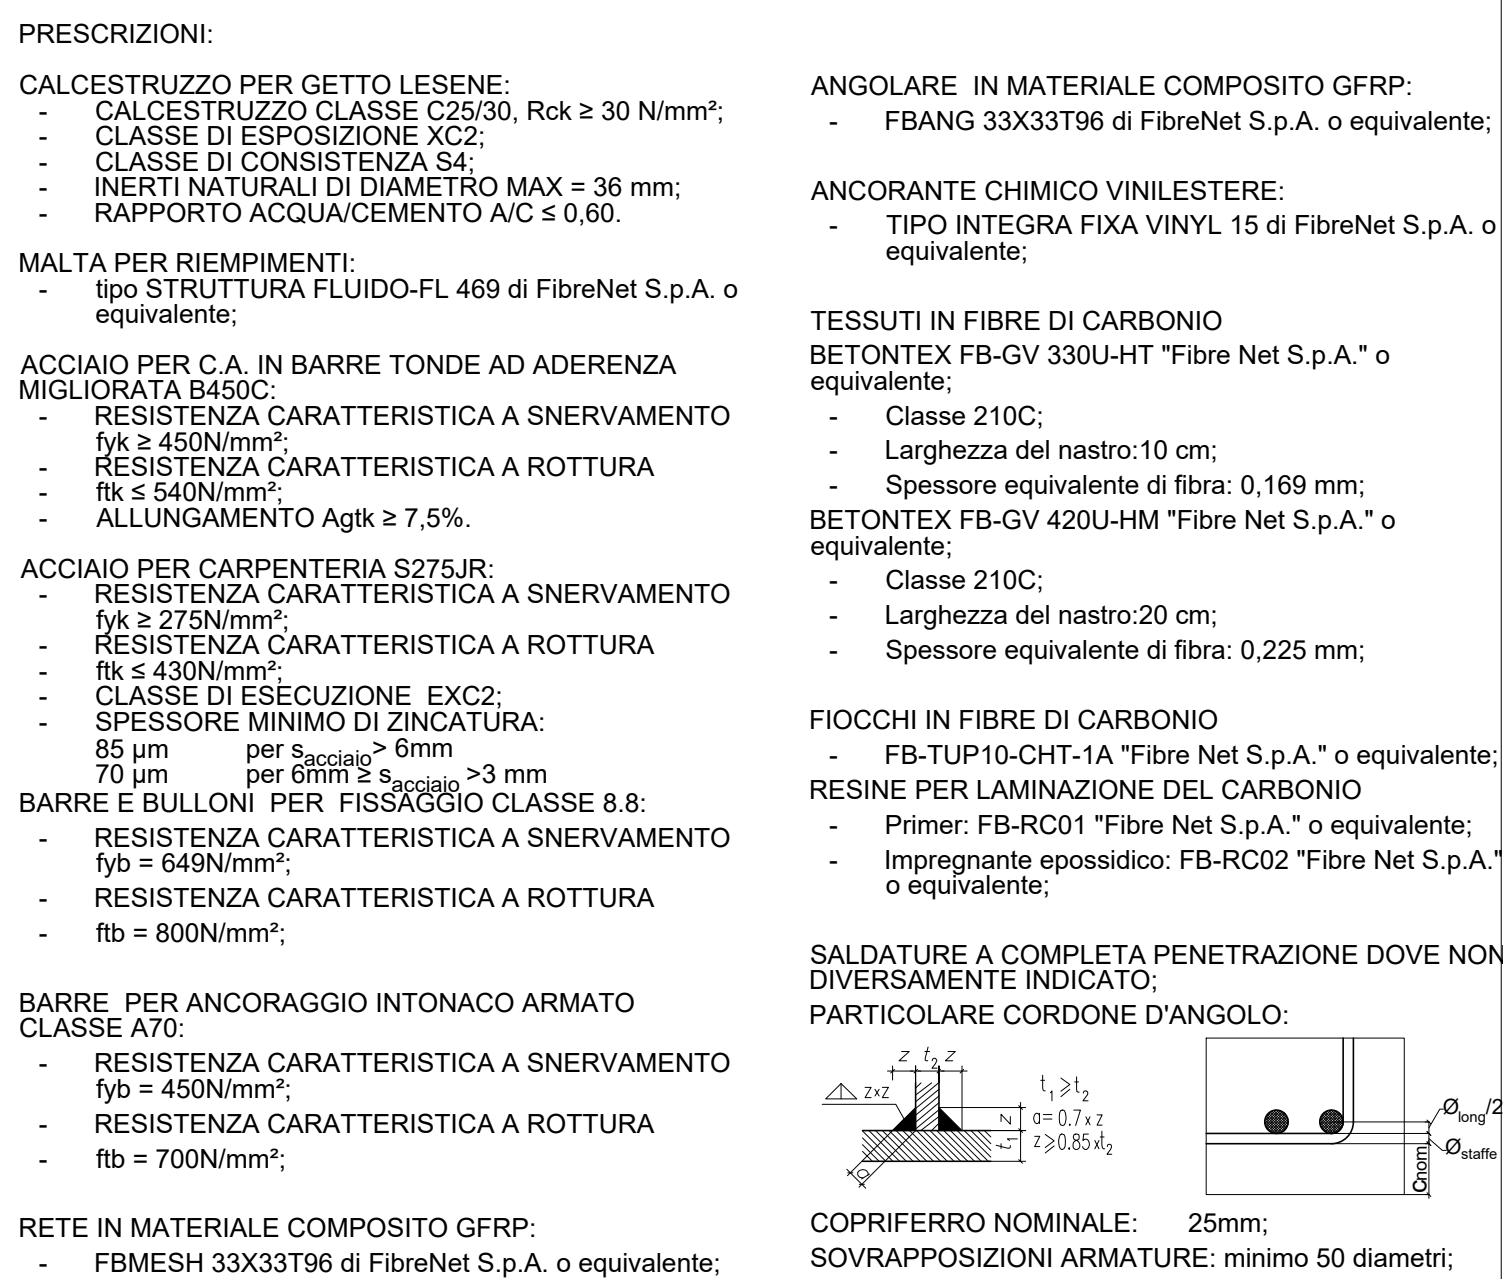 PRESCRIZIONI:
CALCESTRUZZO PER GETTO LESENE:
- CALCESTRUZZO CLASSE C25/30, Rck ≥ 30 N/mm²;
- CLASSE DI ESPOSIZIONE XC2;
- CLASSE DI CONSISTENZA S4;
- INERTI NATURALI DI DIAMETRO MAX = 36 mm;
- RAPPORTO ACQUA/CEMENTO A/C ≤ 0,60.
MALTA PER RIEMPIMENTI:
- tipo STRUTTURA FLUIDO-FL 469 di FibreNet S.p.A. o
equivalente;
ACCIAIO PER C.A. IN BARRE TONDE AD ADERENZA
MIGLIORATA B450C:
- RESISTENZA CARATTERISTICA A SNERVAMENTO
fyk ≥ 450N/mm²;
- RESISTENZA CARATTERISTICA A ROTTURA
- ftk ≤ 540N/mm²;
- ALLUNGAMENTO Agtk ≥ 7,5%.
ACCIAIO PER CARPENTERIA S275JR:
- RESISTENZA CARATTERISTICA A SNERVAMENTO
fyk ≥ 275N/mm²;
- RESISTENZA CARATTERISTICA A ROTTURA
- ftk ≤ 430N/mm²;
- CLASSE DI ESECUZIONE EXC2;
- SPESSORE MINIMO DI ZINCATURA:
85 µm per sacciaio> 6mm
70 µm per 6mm ≥ sacciaio >3 mm
BARRE E BULLONI PER FISSAGGIO CLASSE 8.8:
- RESISTENZA CARATTERISTICA A SNERVAMENTO
fyb = 649N/mm²;
- RESISTENZA CARATTERISTICA A ROTTURA
- ftb = 800N/mm²;
BARRE PER ANCORAGGIO INTONACO ARMATO
CLASSE A70:
- RESISTENZA CARATTERISTICA A SNERVAMENTO
fyb = 450N/mm²;
- RESISTENZA CARATTERISTICA A ROTTURA
- ftb = 700N/mm²;
RETE IN MATERIALE COMPOSITO GFRP:
- FBMESH 33X33T96 di FibreNet S.p.A. o equivalente;
ANGOLARE IN MATERIALE COMPOSITO GFRP:
- FBANG 33X33T96 di FibreNet S.p.A. o equivalente;
ANCORANTE CHIMICO VINILESTERE:
- TIPO INTEGRA FIXA VINYL 15 di FibreNet S.p.A. o
equivalente;
TESSUTI IN FIBRE DI CARBONIO
BETONTEX FB-GV 330U-HT "Fibre Net S.p.A." o
equivalente;
- Classe 210C;
- Larghezza del nastro:10 cm;
- Spessore equivalente di fibra: 0,169 mm;
BETONTEX FB-GV 420U-HM "Fibre Net S.p.A." o
equivalente;
- Classe 210C;
- Larghezza del nastro:20 cm;
- Spessore equivalente di fibra: 0,225 mm;
FIOCCHI IN FIBRE DI CARBONIO
- FB-TUP10-CHT-1A "Fibre Net S.p.A." o equivalente;
RESINE PER LAMINAZIONE DEL CARBONIO
- Primer: FB-RC01 "Fibre Net S.p.A." o equivalente;
- Impregnante epossidico: FB-RC02 "Fibre Net S.p.A."
o equivalente;
SALDATURE A COMPLETA PENETRAZIONE DOVE NON
DIVERSAMENTE INDICATO;
PARTICOLARE CORDONE D'ANGOLO:
z t₂ z
z×z
z
t₁
a
t₁ ⩾ t₂
a= 0.7 x z
z ⩾ 0.85 xt₂
Ølong/2
Østaffe
Cnom
COPRIFERRO NOMINALE: 25mm;
SOVRAPPOSIZIONI ARMATURE: minimo 50 diametri;